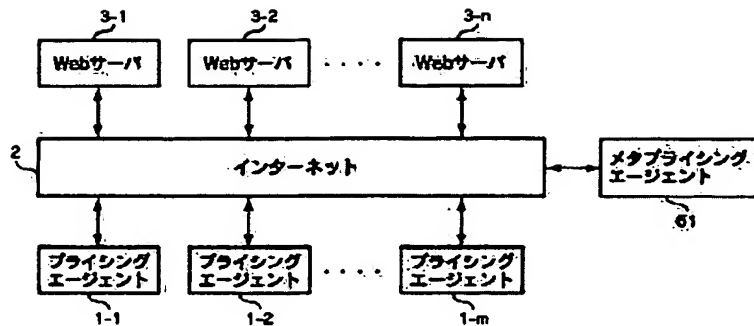 3-1
3-2
3-n
Webサーバ
Webサーバ
・・・・
Webサーバ
2
インターネット
メタプライシング
エージェント
61
プライシング
エージェント
プライシング
エージェント
・・・・
プライシング
エージェント
1-1
1-2
1-m